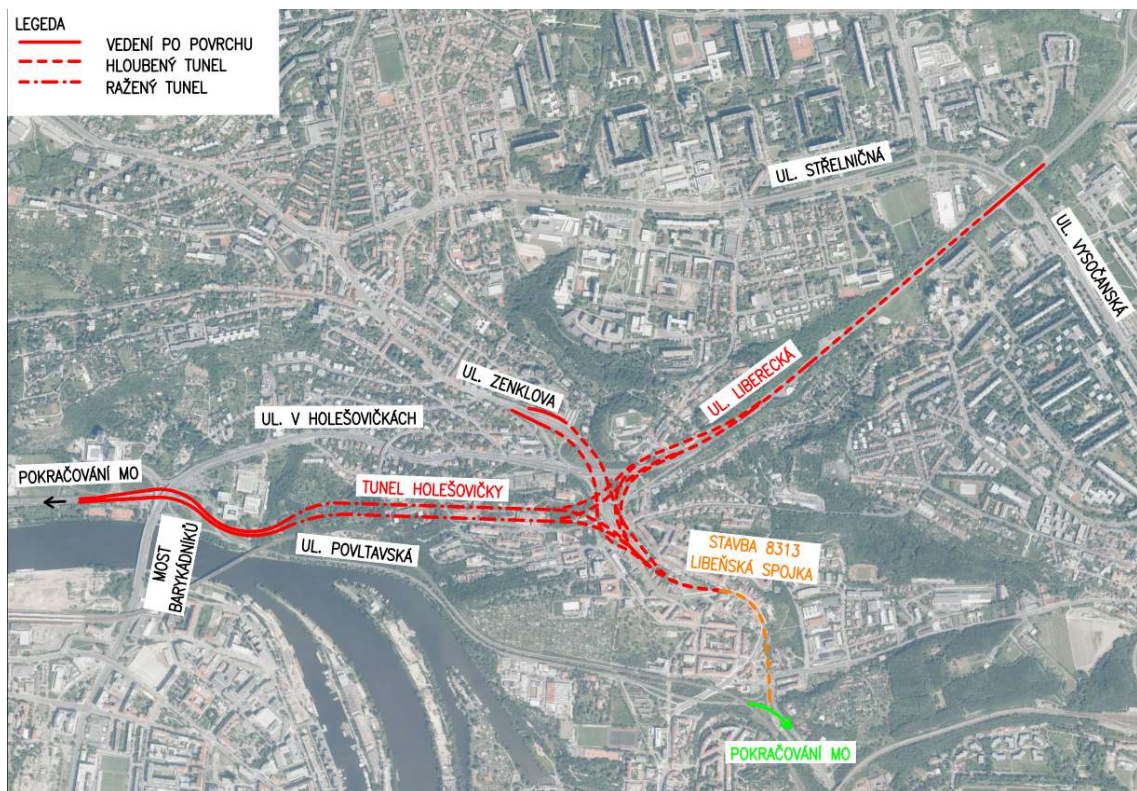 LEGEDA
VEDENÍ PO POVRCHU
HLOUBENÝ TUNEL
RAŽENÝ TUNEL
UL. STŘELNIČNÁ
UL. VYSOČANSKÁ
UL. LIBERECKÁ
UL. ZENKLOVA
UL. V HOLEŠOVIČKÁCH
POKRAČOVÁNÍ MO
TUNEL HOLEŠOVIČKY
UL. POVLTAVSKÁ
MOST
BARYKÁDNÍKŮ
STAVBA 8313
LIBEŇSKÁ SPOJKA
POKRAČOVÁNÍ MO